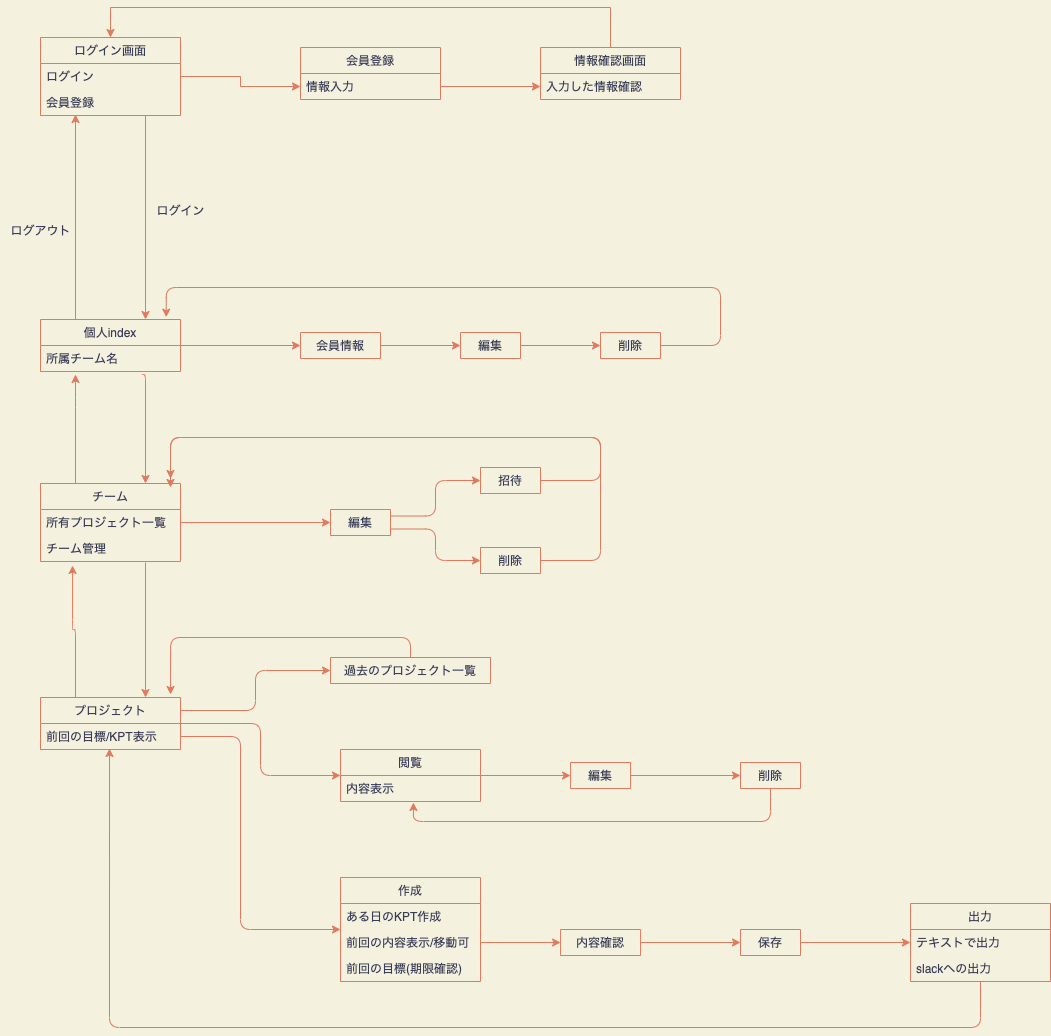 ログイン画面
ログイン
会員登録
会員登録
情報入力
情報確認画面
入力した情報確認
ログイン
ログアウト
個人index
所属チーム名
会員情報
編集
削除
チーム
所有プロジェクト一覧
チーム管理
編集
招待
削除
過去のプロジェクト一覧
プロジェクト
前回の目標/KPT表示
閲覧
内容表示
編集
削除
作成
ある日のKPT作成
前回の内容表示/移動可
前回の目標(期限確認)
内容確認
保存
出力
テキストで出力
slackへの出力